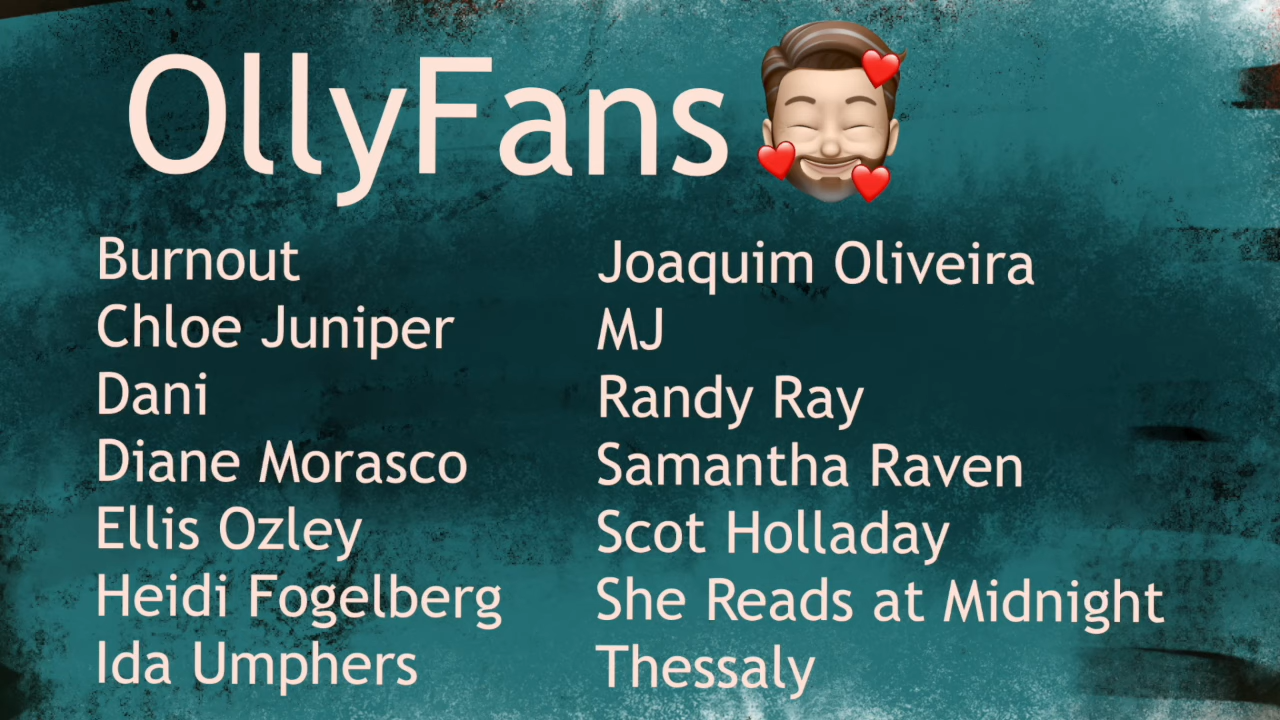 OllyFans
Burnout
Chloe Juniper
Dani
Diane Morasco
Ellis Ozley
Heidi Fogelberg
Ida Umphers
Joaquim Oliveira
MJ
Randy Ray
Samantha Raven
Scot Holladay
She Reads at Midnight
Thessaly